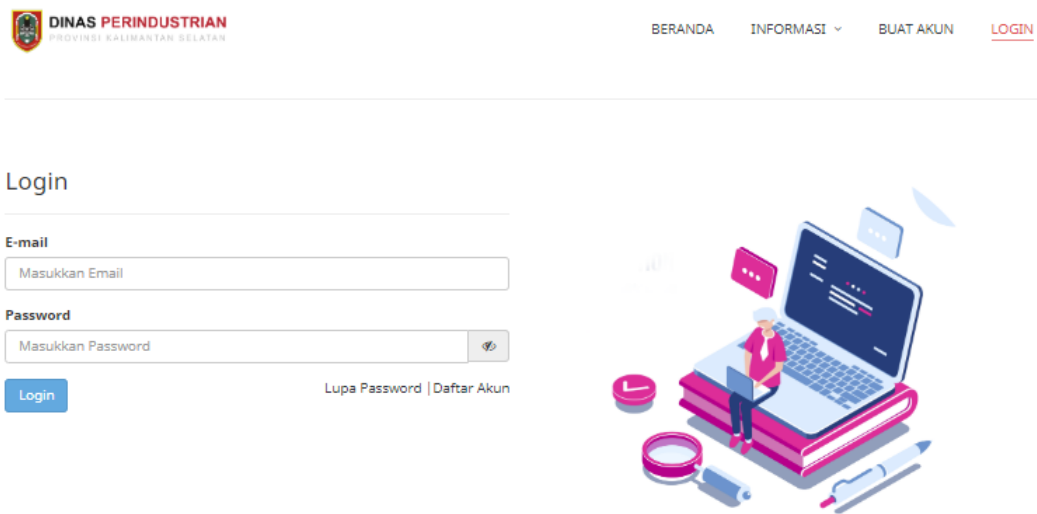 DINAS PERINDUSTRIAN
PROVINSI KALIMANTAN SELATAN
BERANDA INFORMASI BUAT AKUN LOGIN
Login
E-mail
Masukkan Email
Password
Masukkan Password
Login
Lupa Password | Daftar Akun